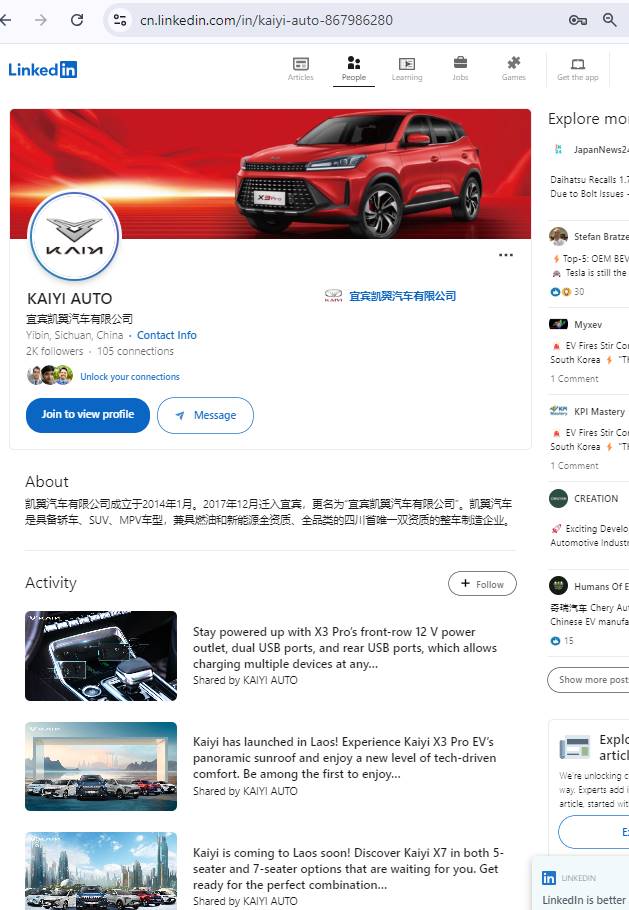 cn.linkedin.com/in/kaiyi-auto-867986280
Linked in
Articles
People
Learning
Jobs
Games
Get the app
X3Pro
KAIYI
KAIYI AUTO
宜宾凯翼汽车有限公司
Yibin, Sichuan, China · Contact Info
2K followers · 105 connections
Unlock your connections
Join to view profile
Message
KAIYI
宜宾凯翼汽车有限公司
About
凯翼汽车有限公司成立于2014年1月。2017年12月迁入宜宾，更名为“宜宾凯翼汽车有限公司”。凯翼汽车
是具备轿车、SUV、MPV车型，兼具燃油和新能源全资质、全品类的四川省唯一双资质的整车制造企业。
Activity
+ Follow
Stay powered up with X3 Pro’s front-row 12 V power
outlet, dual USB ports, and rear USB ports, which allows
charging multiple devices at any...
Shared by KAIYI AUTO
Kaiyi has launched in Laos! Experience Kaiyi X3 Pro EV’s
panoramic sunroof and enjoy a new level of tech-driven
comfort. Be among the first to enjoy...
Shared by KAIYI AUTO
Kaiyi is coming to Laos soon! Discover Kaiyi X7 in both 5-
seater and 7-seater options that are waiting for you. Get
ready for the perfect combination...
Shared by KAIYI AUTO
Explore mo
JapanNews24
Daihatsu Recalls 1.7
Due to Bolt Issues -
Stefan Bratze
Top-5: OEM BEV
Tesla is still the
30
Myxev
EV Fires Stir Co
South Korea ⚡ "Th
1 Comment
KPI Mastery
EV Fires Stir Co
South Korea ⚡ "Th
1 Comment
CREATION
Exciting Develo
Automotive Industr
Humans Of E
奇瑞汽车 Chery Aut
Chinese EV manufa
15
Show more post
Explo
articl
We're unlocking c
way. Experts add i
article, started wit
E
LINKEDIN
LinkedIn is better